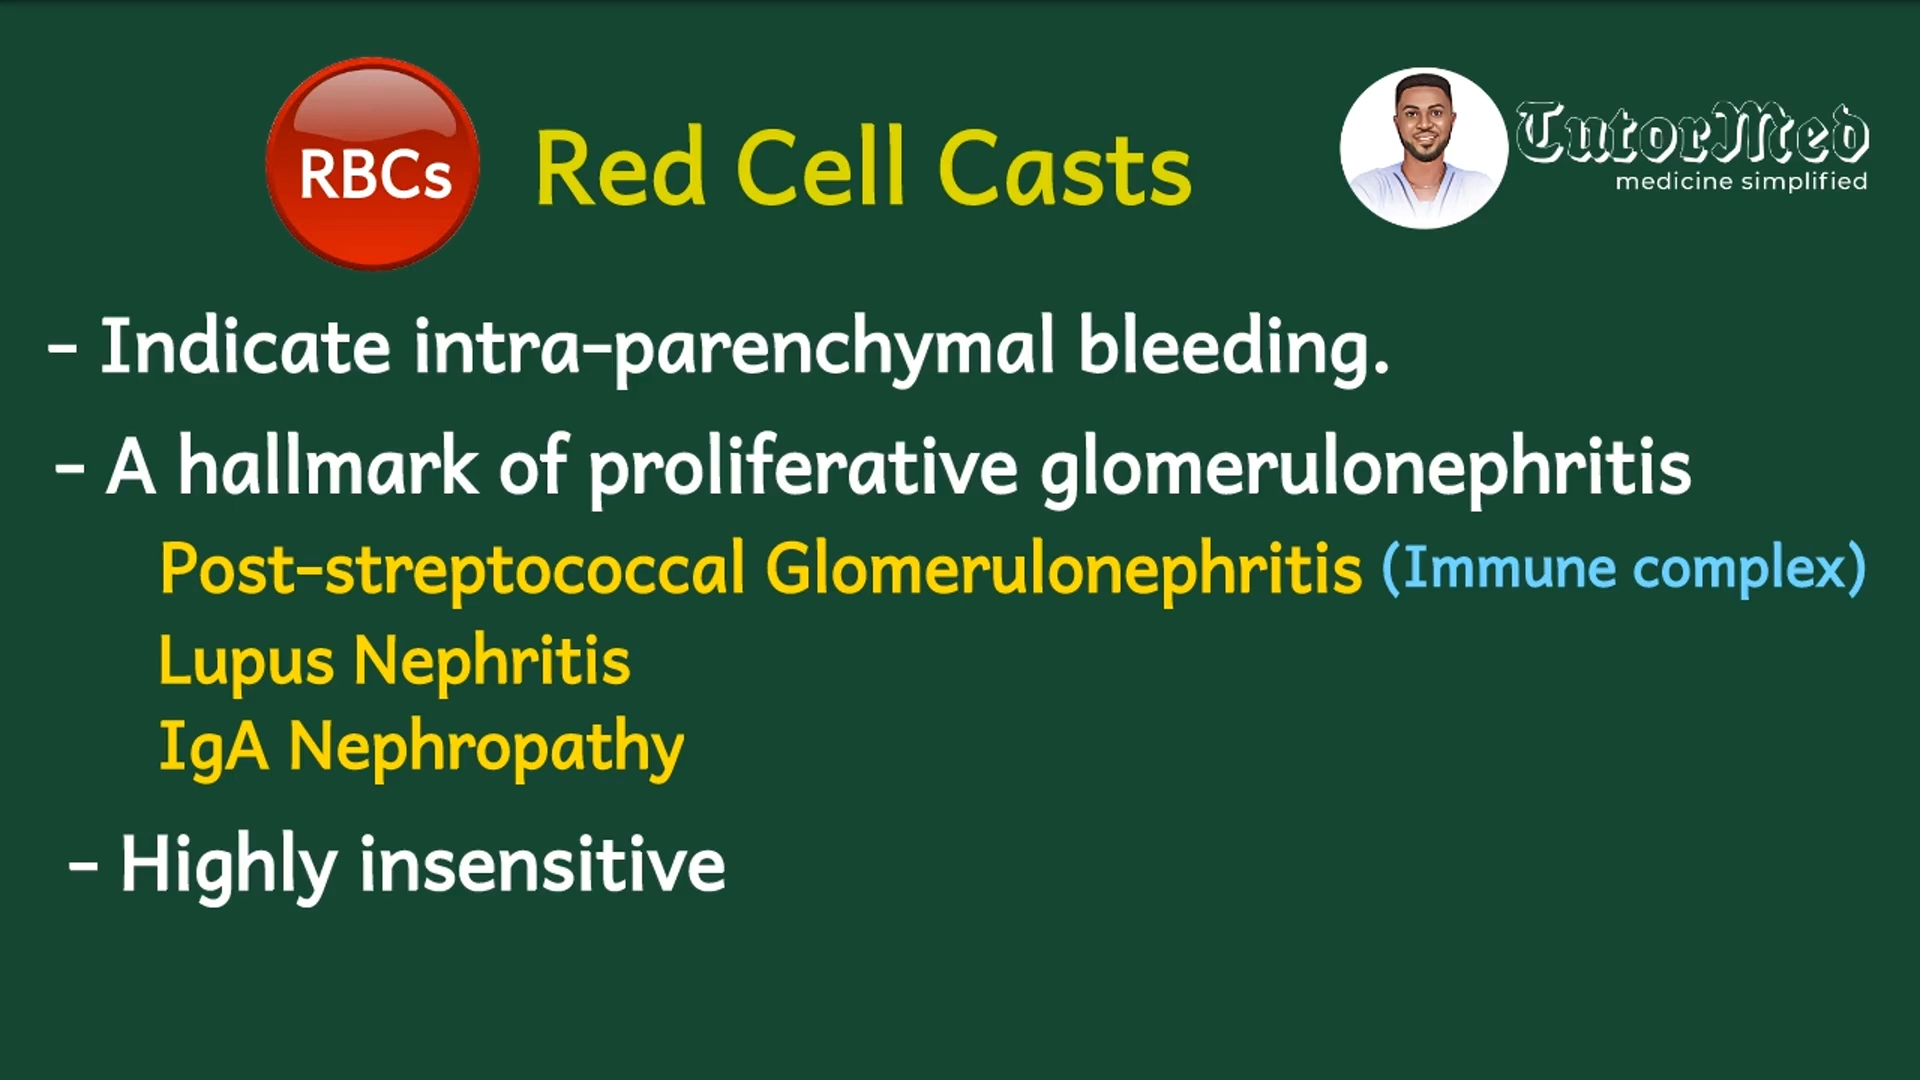 RBCs
Red Cell Casts
TutorMed
medicine simplified
- Indicate intra-parenchymal bleeding.
- A hallmark of proliferative glomerulonephritis
Post-streptococcal Glomerulonephritis (Immune complex)
Lupus Nephritis
IgA Nephropathy
- Highly insensitive